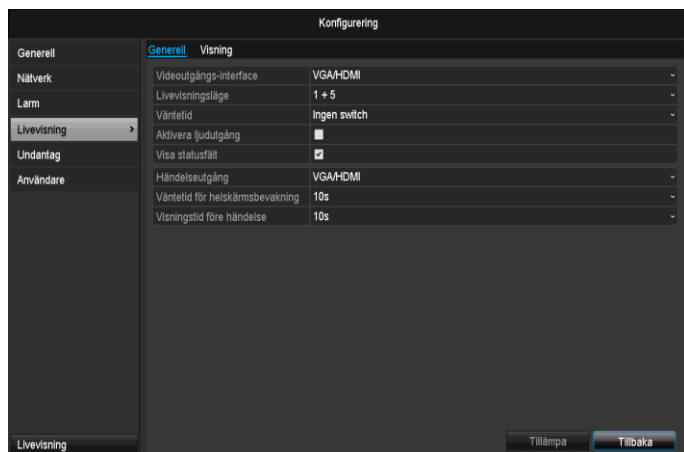 Konfigurering
Generell
Nätverk
Larm
Livevisning
Undantag
Användare
Livevisning
Generell Visning
Videoutgångs-interface VGA/HDMI
Livevisningsläge 1 + 5
Väntetid Ingen switch
Aktivera ljudutgång
Visa statusfält
Händelseutgång VGA/HDMI
Väntetid för helskärmsbevakning 10s
Visningstid före händelse 10s
Tillämpa Tillbaka